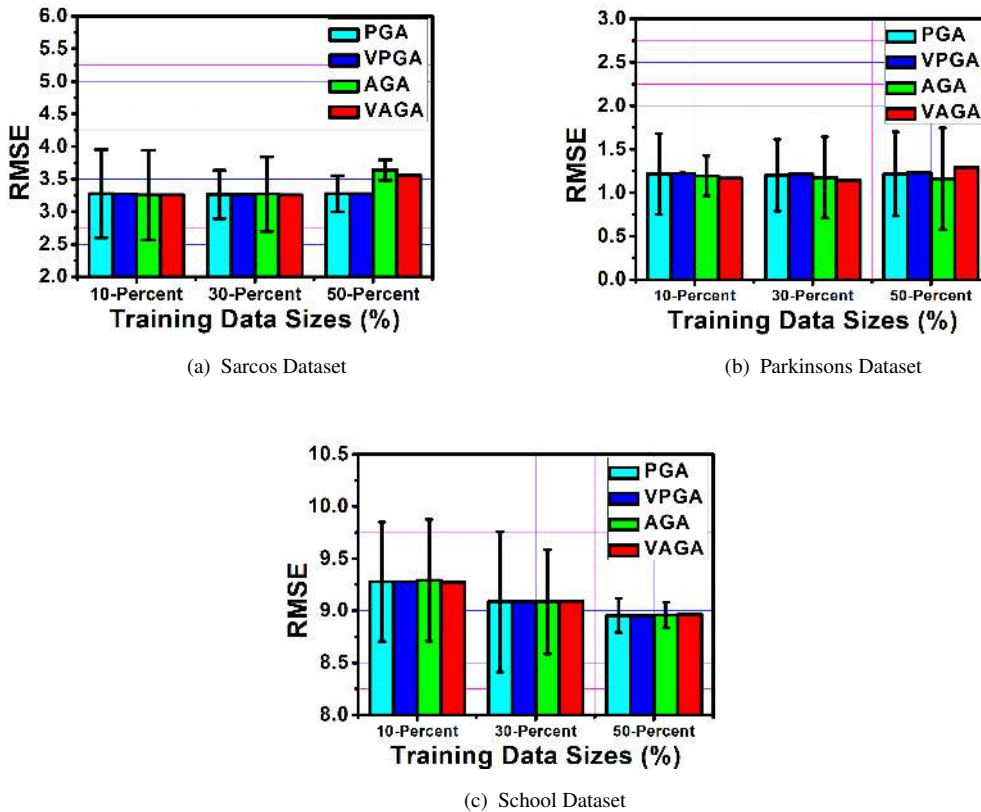 6.0
5.5
5.0
4.5
4.0
3.5
3.0
2.5
2.0
RMSE
PGA
VPGA
AGA
VAGA
10-Percent 30-Percent 50-Percent
Training Data Sizes (%)
(a) Sarcos Dataset
3.0
2.5
2.0
1.5
1.0
0.5
0.0
RMSE
PGA
VPGA
AGA
VAGA
10-Percent 30-Percent 50-Percent
Training Data Sizes (%)
(b) Parkinsons Dataset
10.5
10.0
9.5
9.0
8.5
8.0
RMSE
PGA
VPGA
AGA
VAGA
10-Percent 30-Percent 50-Percent
Training Data Sizes (%)
(c) School Dataset